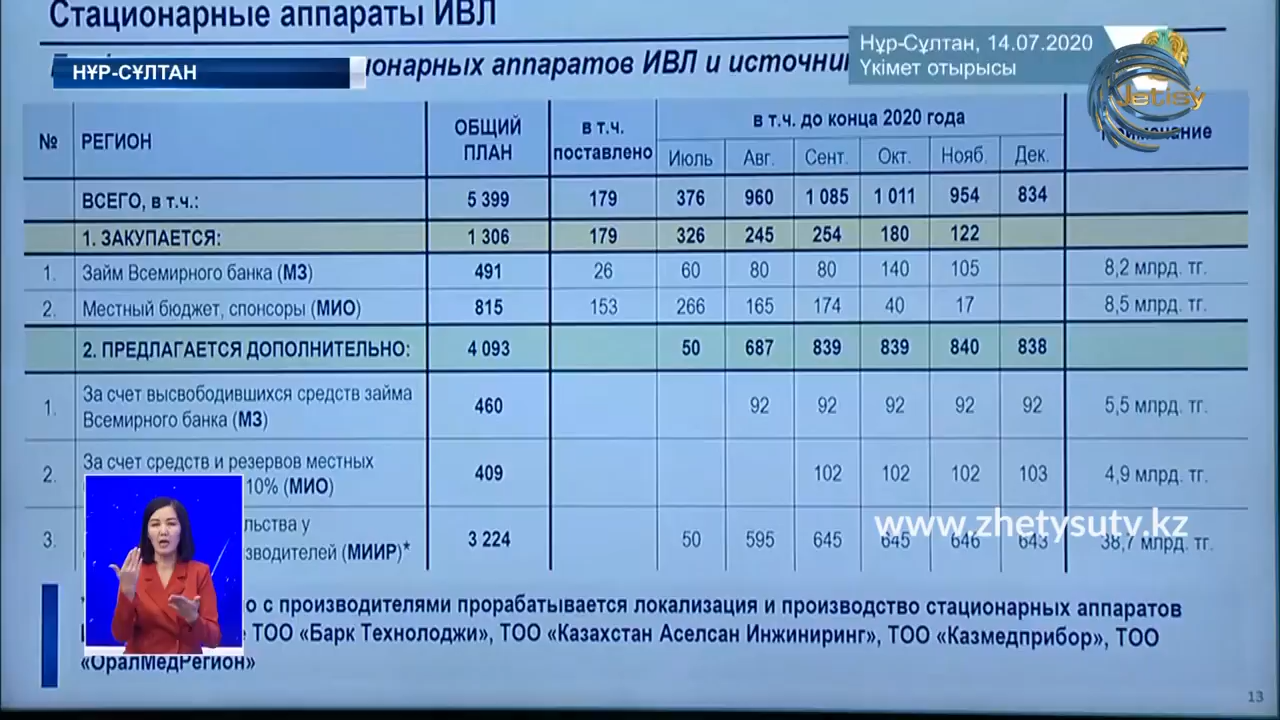 Стационарные аппараты ИВЛ
Нұр-Сұлтан, 14.07.2020
Үкімет отырысы
НҰР-СҰЛТАН
аппаратов ИВЛ и
Jetisý
№ РЕГИОН ОБЩИЙ ПЛАН в т.ч. поставлено в т.ч. до конца 2020 года
Июль Авг. Сент. Окт. Нояб. Дек.
ВСЕГО, в т.ч.: 5 399 179 376 960 1 085 1 011 954 834
1. ЗАКУПАЕТСЯ: 1 306 179 326 245 254 180 122
1. Займ Всемирного банка (МЗ) 491 26 60 80 80 140 105 8,2 млрд. тг.
2. Местный бюджет, спонсоры (МИО) 815 153 266 165 174 40 17 8,5 млрд. тг.
2. ПРЕДЛАГАЕТСЯ ДОПОЛНИТЕЛЬНО: 4 093 50 687 839 839 840 838
За счет высвободившихся средств займа
1. Всемирного банка (МЗ) 460 92 92 92 92 92 5,5 млрд. тг.
За счет средств и резервов местных
2. 10% (МИО) 409 102 102 102 103 4,9 млрд. тг.
www.zhetysutv.kz
льства у
3. зводителей (МИИР)* 3 224 50 595 645 645 646 643 38,7 млрд. тг.
о с производителями прорабатывается локализация и производство стационарных аппаратов
ТОО «Барк Технолоджи», ТОО «Казахстан Аселсан Инжиниринг», ТОО «Казмедприбор», ТОО
«ОралМедРегион»
13